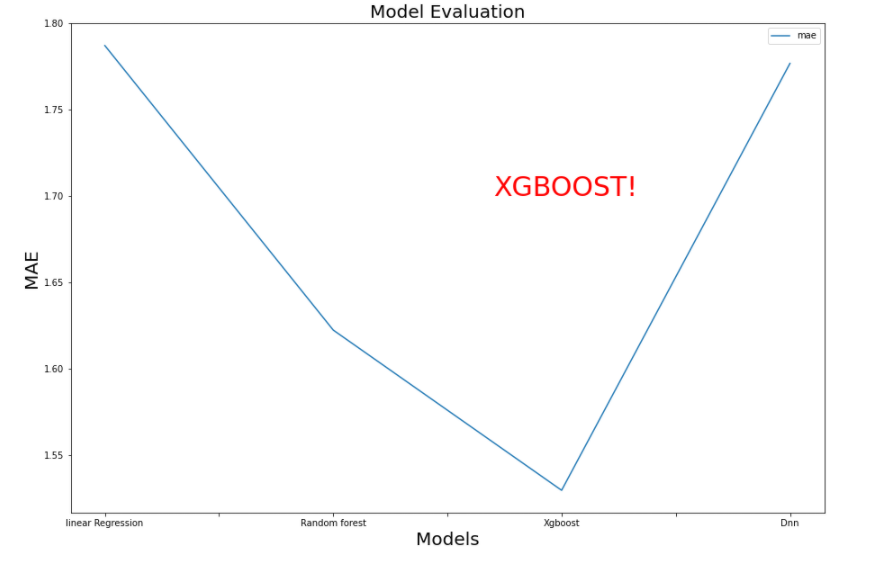 Model Evaluation
mae
1.80
1.75
1.70
1.65
1.60
1.55
MAE
XGBOOST!
linear Regression
Random forest
Xgboost
Dnn
Models